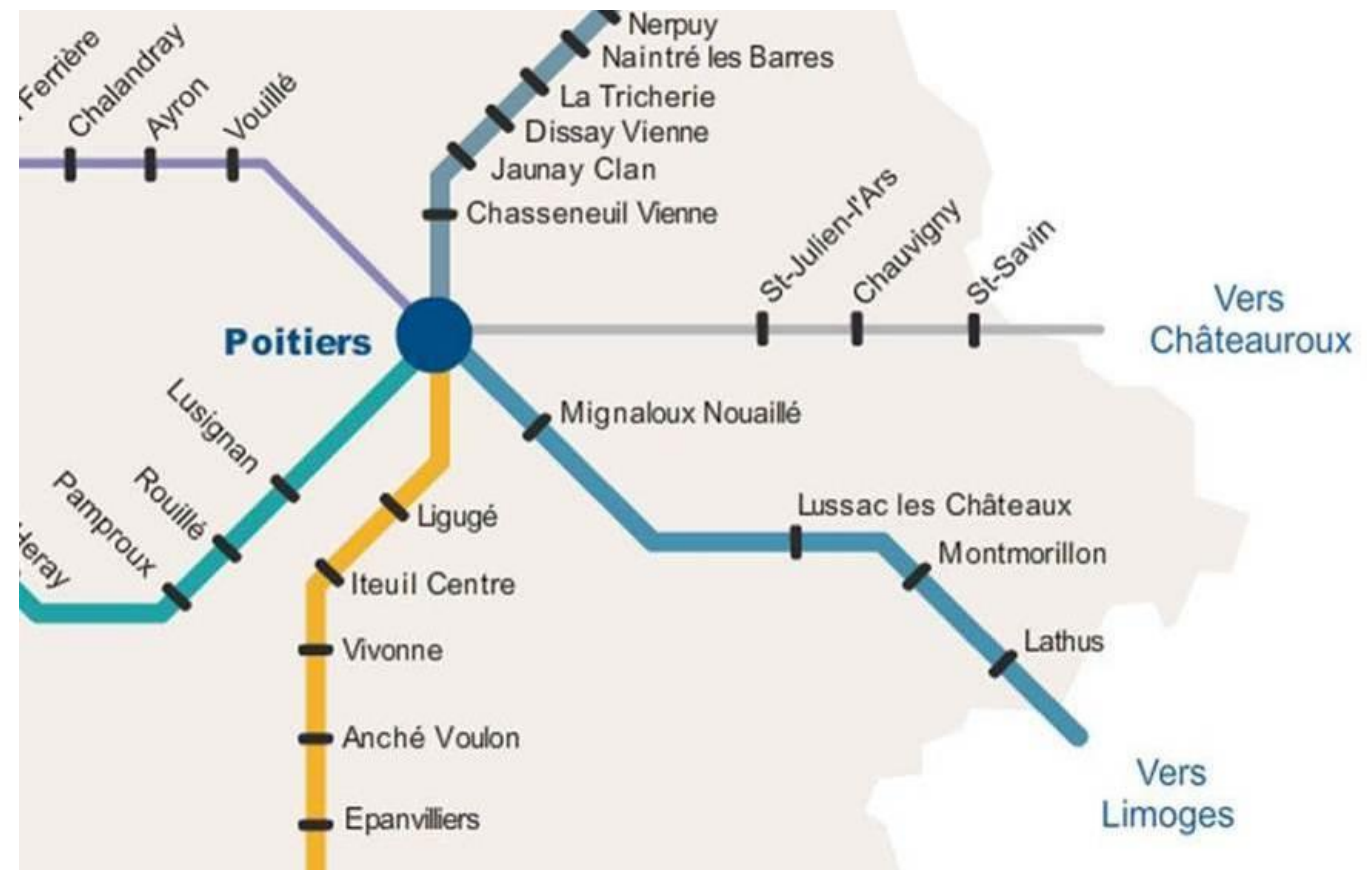 Nerpuy
Naintré les Barres
La Tricherie
Dissay Vienne
Jaunay Clan
Chasseneuil Vienne
Ferrière
Chalandray
Ayron
Vouillé
St-Julien-l'Ars
Chauvigny
St-Savin
Vers
Châteauroux
Poitiers
Mignaloux Nouaillé
Lusignan
Rouillé
Pamproux
Heray
Ligugé
Iteuil Centre
Vivonne
Anché Voulon
Epanvilliers
Lussac les Châteaux
Montmorillon
Lathus
Vers
Limoges